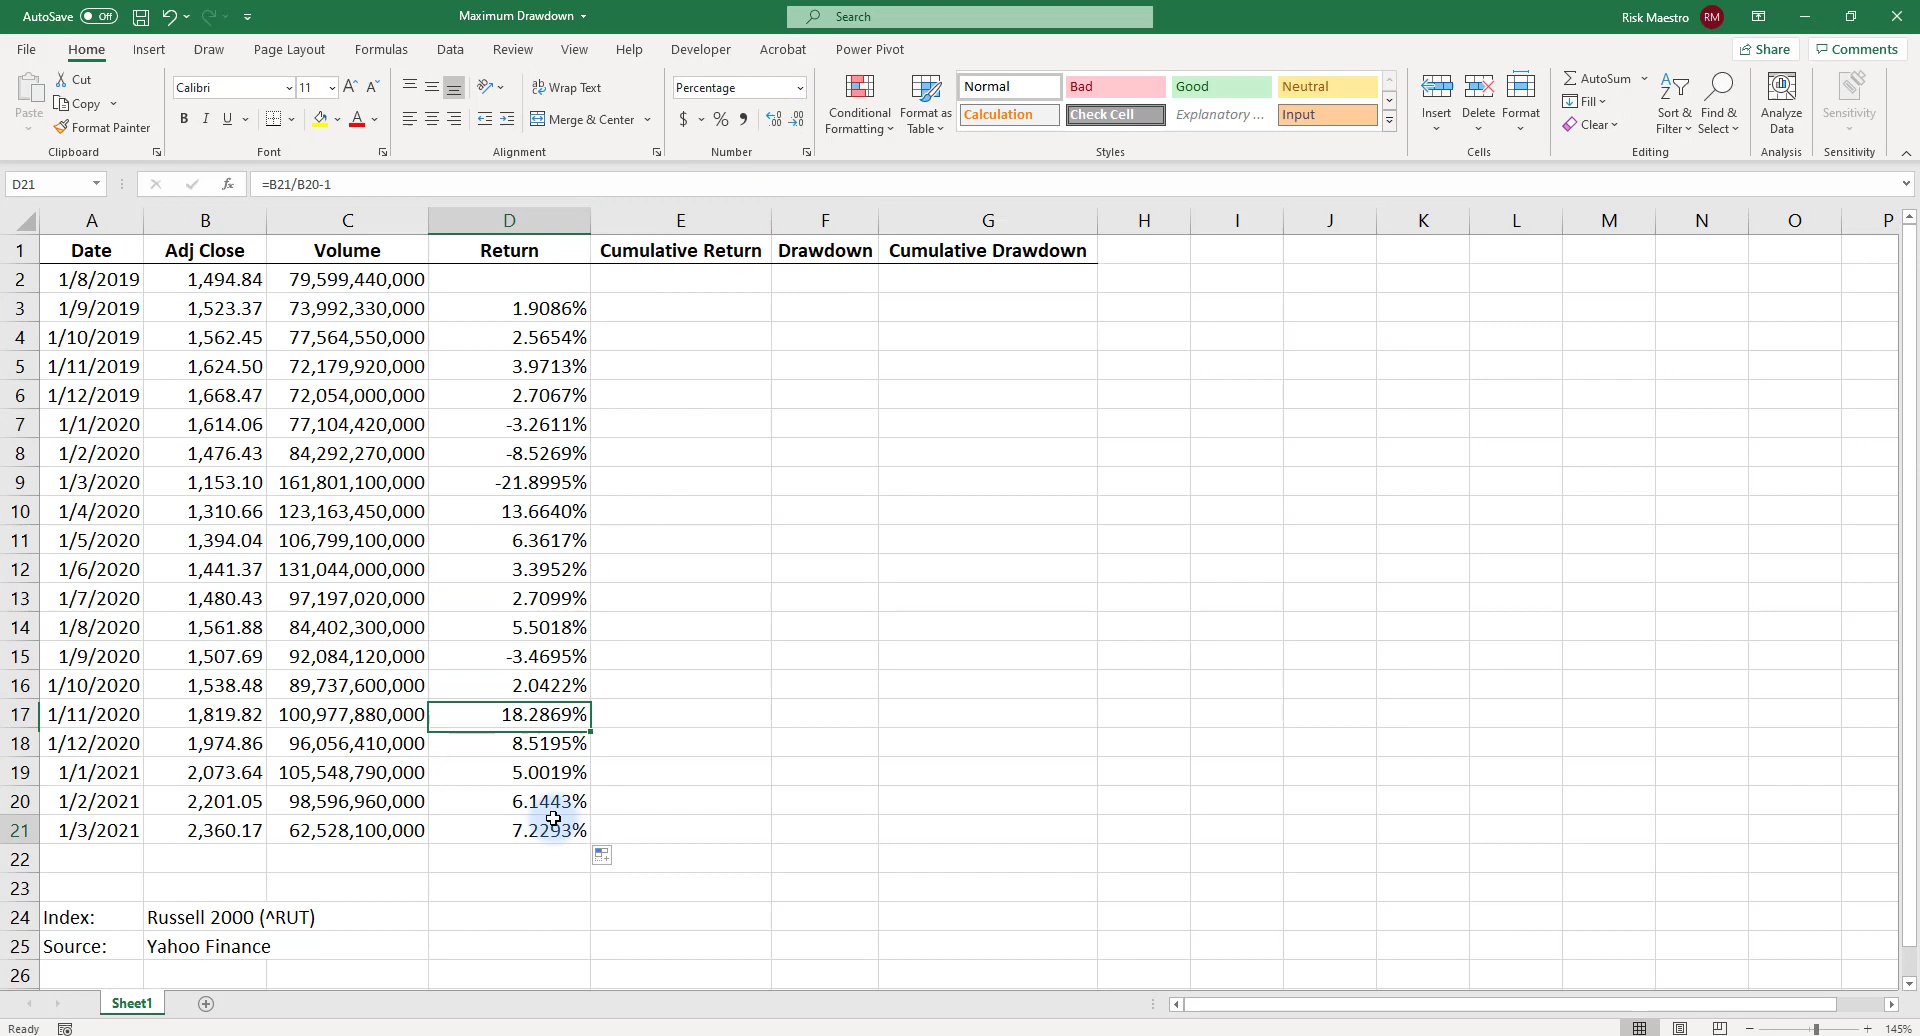 AutoSave Off Maximum Drawdown Search Risk Maestro RM
File Home Insert Draw Page Layout Formulas Data Review View Help Developer Acrobat Power Pivot Share Comments
Paste Cut Copy Format Painter Clipboard
Calibri 11 A A B I U A Font
Wrap Text Merge & Center Alignment
Percentage $ % , Number
Conditional Formatting Format as Table Normal Bad Good Neutral Calculation Check Cell Explanatory ... Input Styles
Insert Delete Format Cells
AutoSum Fill Clear Sort & Filter Find & Select Editing
Analyze Data Analysis
Sensitivity Sensitivity
D21 fx =B21/B20-1
A B C D E F G H I J K L M N O P
1 Date Adj Close Volume Return Cumulative Return Drawdown Cumulative Drawdown
2 1/8/2019 1,494.84 79,599,440,000
3 1/9/2019 1,523.37 73,992,330,000 1.9086%
4 1/10/2019 1,562.45 77,564,550,000 2.5654%
5 1/11/2019 1,624.50 72,179,920,000 3.9713%
6 1/12/2019 1,668.47 72,054,000,000 2.7067%
7 1/1/2020 1,614.06 77,104,420,000 -3.2611%
8 1/2/2020 1,476.43 84,292,270,000 -8.5269%
9 1/3/2020 1,153.10 161,801,100,000 -21.8995%
10 1/4/2020 1,310.66 123,163,450,000 13.6640%
11 1/5/2020 1,394.04 106,799,100,000 6.3617%
12 1/6/2020 1,441.37 131,044,000,000 3.3952%
13 1/7/2020 1,480.43 97,197,020,000 2.7099%
14 1/8/2020 1,561.88 84,402,300,000 5.5018%
15 1/9/2020 1,507.69 92,084,120,000 -3.4695%
16 1/10/2020 1,538.48 89,737,600,000 2.0422%
17 1/11/2020 1,819.82 100,977,880,000 18.2869%
18 1/12/2020 1,974.86 96,056,410,000 8.5195%
19 1/1/2021 2,073.64 105,548,790,000 5.0019%
20 1/2/2021 2,201.05 98,596,960,000 6.1443%
21 1/3/2021 2,360.17 62,528,100,000 7.2293%
22
23
24 Index: Russell 2000 (^RUT)
25 Source: Yahoo Finance
26
Sheet1
Ready 145%